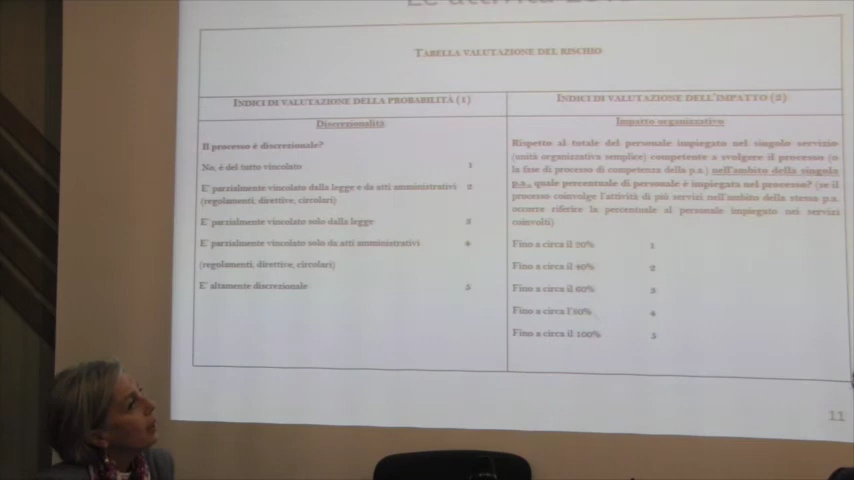 Le attività
TABELLA VALUTAZIONE DEL RISCHIO
INDICI DI VALUTAZIONE DELLA PROBABILITÀ (1)
INDICI DI VALUTAZIONE DELL'IMPATTO (2)
Discrezionalità
Il processo è discrezionale?
No, è del tutto vincolato 1
E' parzialmente vincolato dalla legge e da atti amministrativi 2
(regolamenti, direttive, circolari)
E' parzialmente vincolato solo dalla legge 3
E' parzialmente vincolato solo da atti amministrativi 4
(regolamenti, direttive, circolari)
E' altamente discrezionale 5
Impatto organizzativo
Rispetto al totale del personale impiegato nel singolo servizio
(unità organizzativa semplice) competente a svolgere il processo (o
la fase di processo di competenza della p.a.) nell'ambito della singola
p.a., quale percentuale di personale è impiegata nel processo? (se il
processo coinvolge l'attività di più servizi nell'ambito della stessa p.a.
occorre riferire la percentuale al personale impiegato nei servizi
coinvolti)
Fino a circa il 20% 1
Fino a circa il 40% 2
Fino a circa il 60% 3
Fino a circa l'80% 4
Fino a circa il 100% 5
11